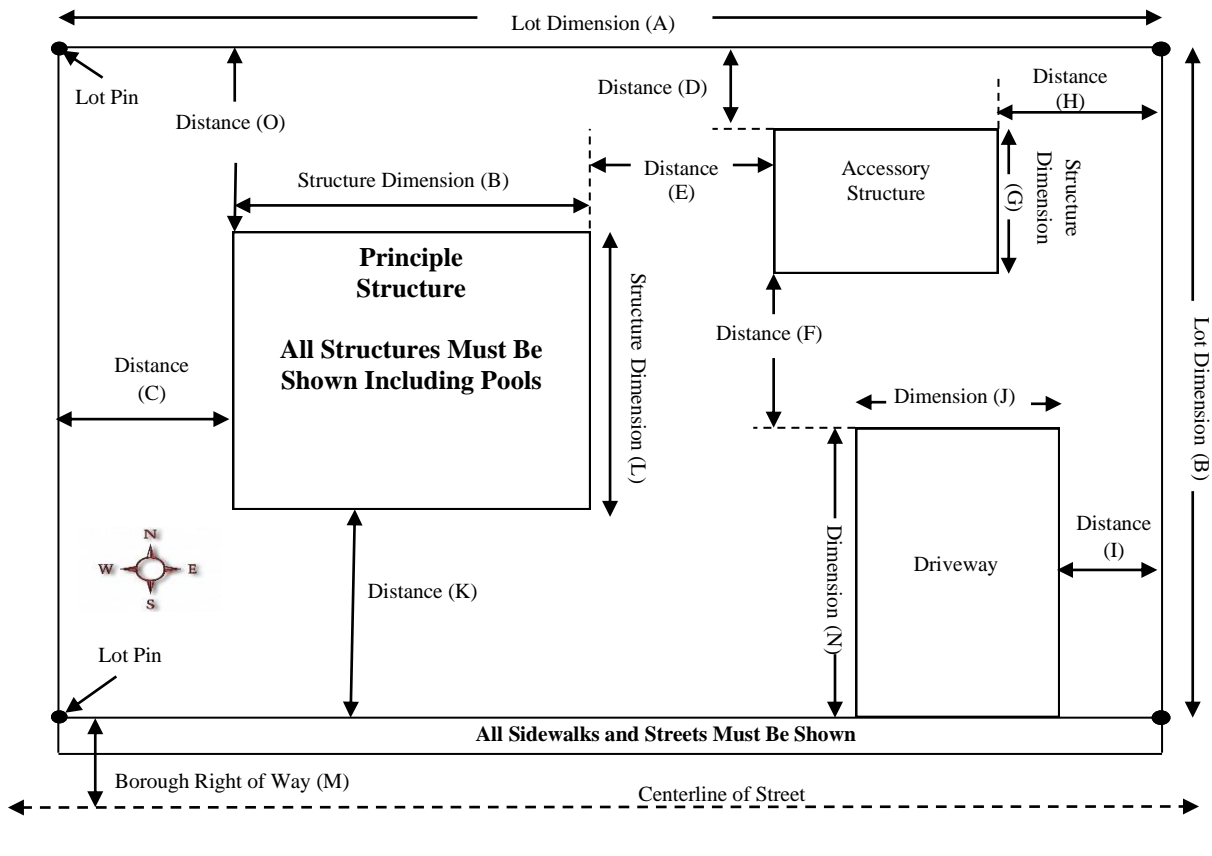 Lot Dimension (A)
Lot Pin
Distance (O)
Distance (D)
Distance
(H)
Structure Dimension (B)
Distance
(E)
Accessory
Structure
Structure
Dimension
(G)
Principle
Structure
All Structures Must Be
Shown Including Pools
Structure Dimension (L)
Distance (F)
Lot Dimension (B)
Distance
(C)
Dimension (J)
N
W E
S
Distance (K)
Dimension (N)
Driveway
Distance
(I)
Lot Pin
All Sidewalks and Streets Must Be Shown
Borough Right of Way (M)
Centerline of Street